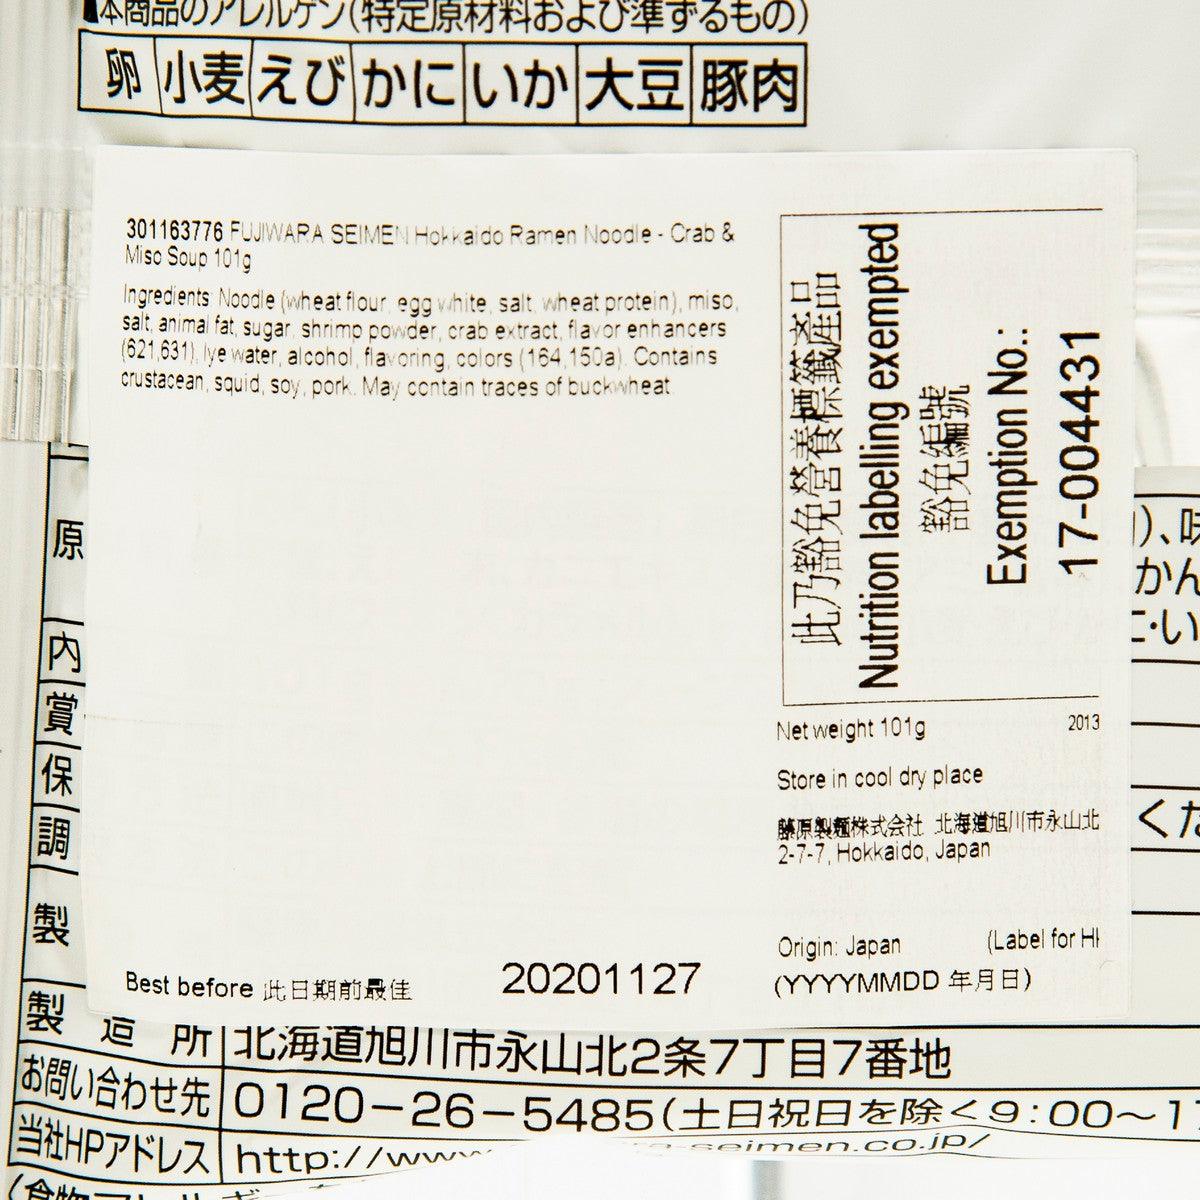 本商品のアレルゲン(特定原材料および準ずるもの)
卵 小麦 えび かに いか 大豆 豚肉
301163776 FUJIWARA SEIMEN Hokkaido Ramen Noodle - Crab &
Miso Soup 101g
Ingredients: Noodle (wheat flour, egg white, salt, wheat protein), miso,
salt, animal fat, sugar, shrimp powder, crab extract, flavor enhancers
(621,631), lye water, alcohol, flavoring, colors (164,150a). Contains
crustacean, squid, soy, pork. May contain traces of buckwheat.
此乃豁免營養標籤產品
Nutrition labelling exempted
豁免編號
Exemption No.:
17-004431
Net weight 101g 2013
Store in cool dry place
藤原製麺株式会社 北海道旭川市永山北
2-7-7, Hokkaido, Japan
Origin: Japan (Label for
Best before 此日期前最佳 20201127 (YYYYMMDD 年月日)
原
内
賞
保
調
製
)、味
かん
・い
くだ
製造所 北海道旭川市永山北2条7丁目7番地
お問い合わせ先 0120-26-5485(土日祝日を除く9:00~1
当社HPアドレス http://www -seimen.co.jp/